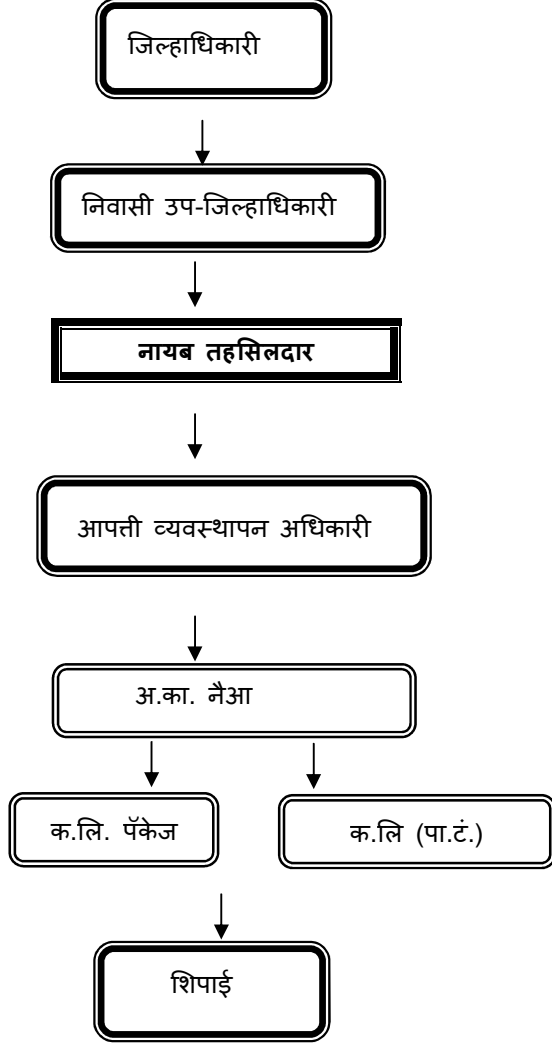 जिल्हाधिकारी
निवासी उप-जिल्हाधिकारी
नायब तहसिलदार
आपत्ती व्यवस्थापन अधिकारी
अ.का. नैआ
क.लि. पॅकेज
क.लि (पा.टं.)
शिपाई